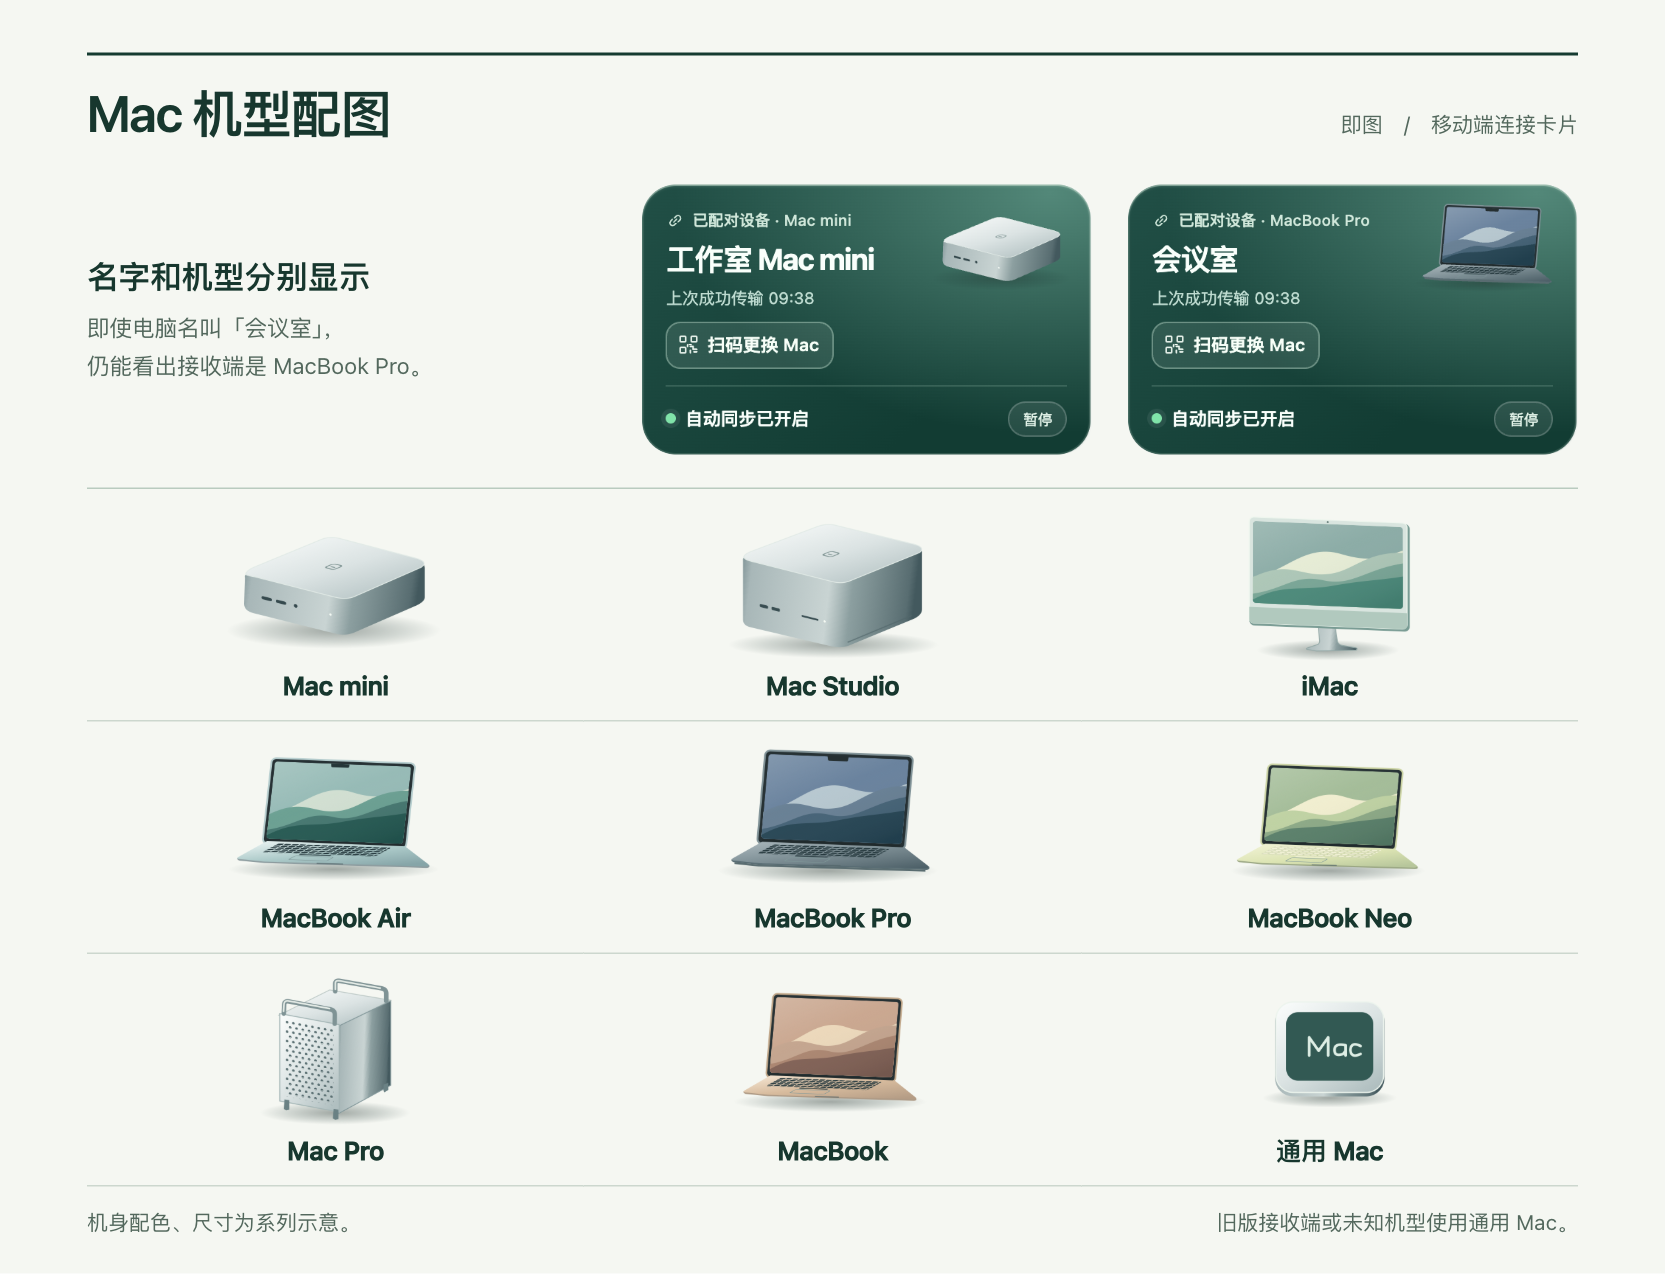 Mac 机型配图
即图 / 移动端连接卡片
名字和机型分别显示
即使电脑名叫「会议室」，
仍能看出接收端是 MacBook Pro。
已配对设备 · Mac mini
工作室 Mac mini
上次成功传输 09:38
扫码更换 Mac
自动同步已开启
暂停
已配对设备 · MacBook Pro
会议室
上次成功传输 09:38
扫码更换 Mac
自动同步已开启
暂停
Mac mini
Mac Studio
iMac
MacBook Air
MacBook Pro
MacBook Neo
Mac Pro
MacBook
Mac
通用 Mac
机身配色、尺寸为系列示意。
旧版接收端或未知机型使用通用 Mac。